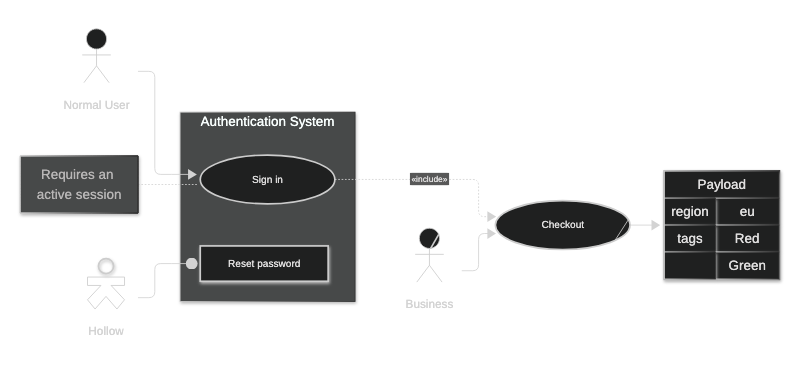 Normal User
Authentication System
Requires an
active session
Sign in
«include»
Checkout
Payload
region eu
tags Red
Green
Reset password
Business
Hollow